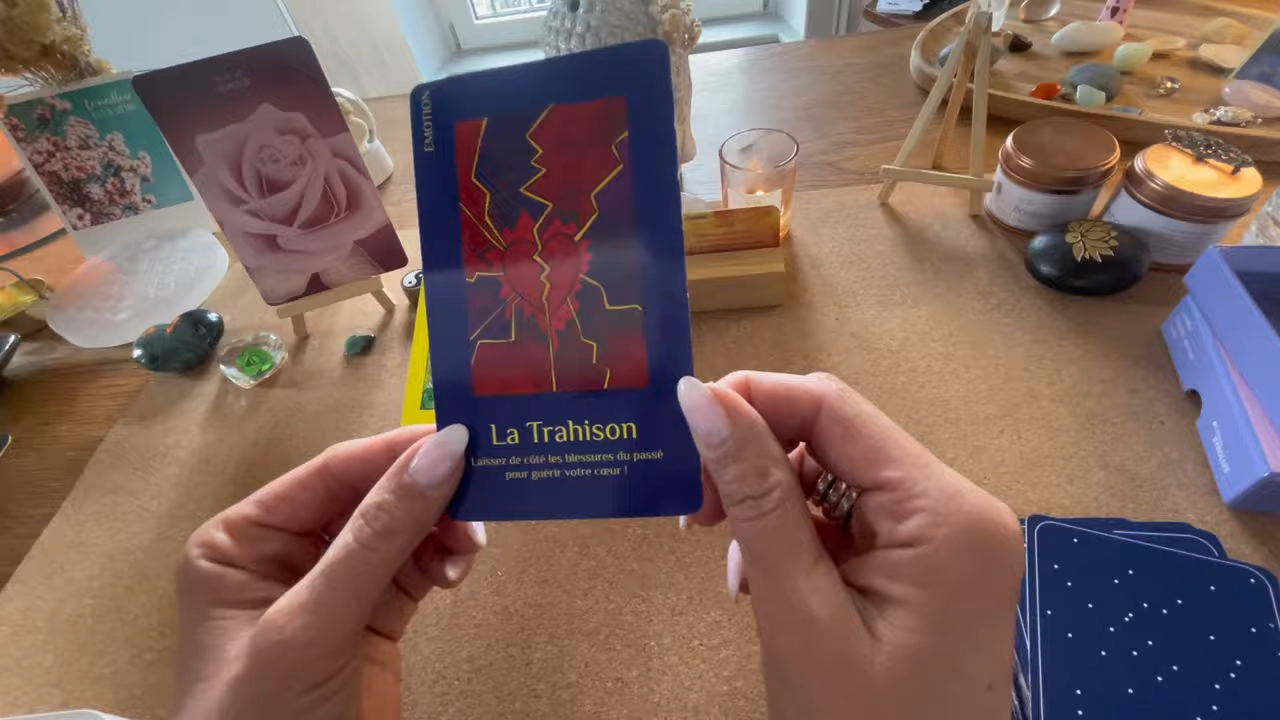 EMOTION
La Trahison
Laissez de côté les blessures du passé
pour guérir votre cœur !